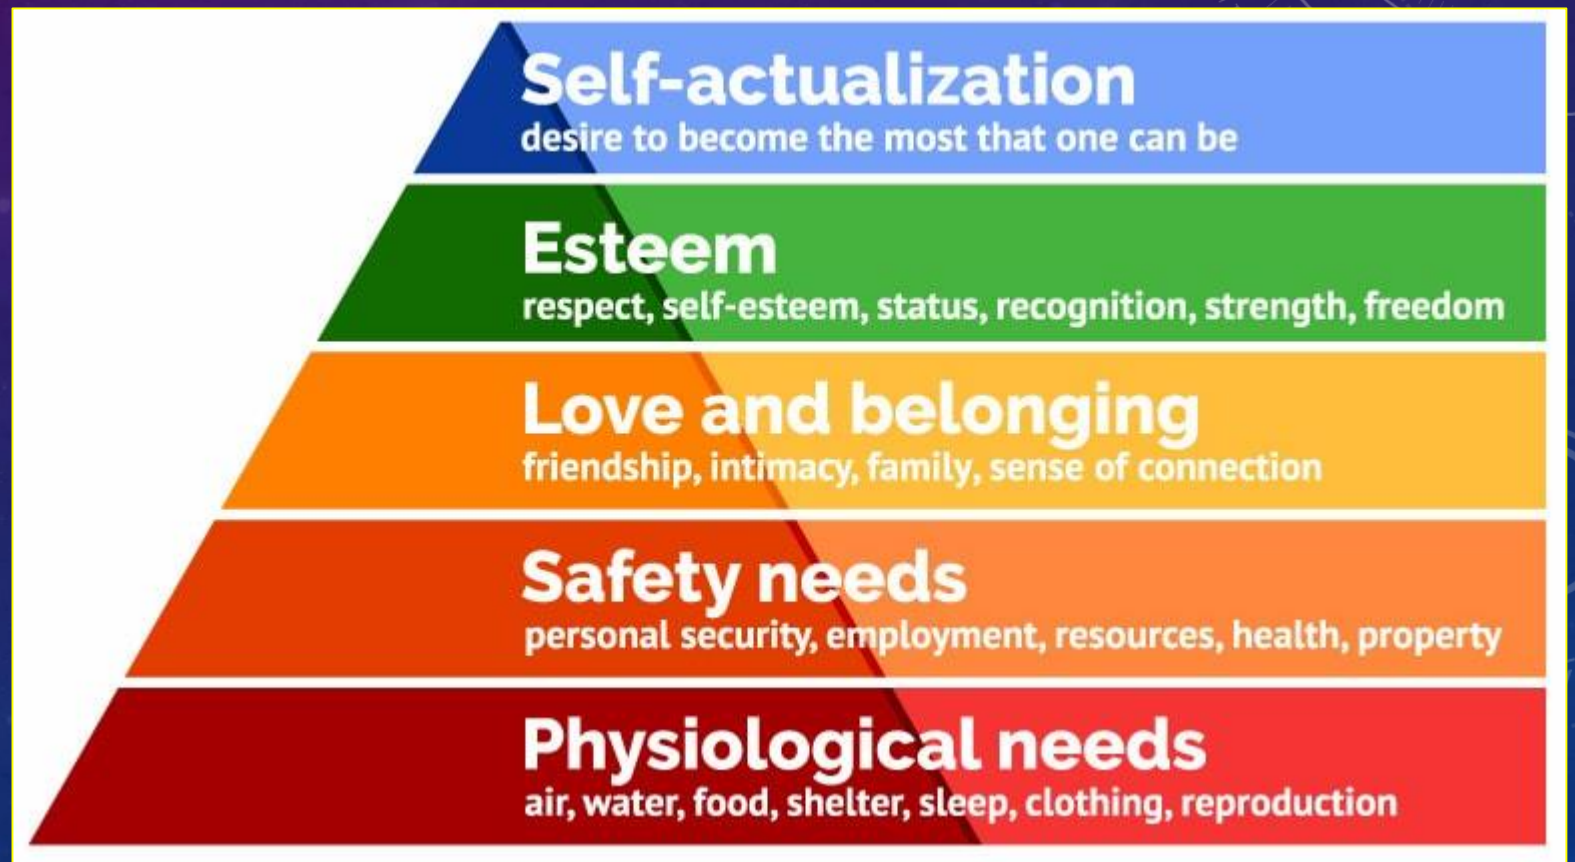 Self-actualization
desire to become the most that one can be
Esteem
respect, self-esteem, status, recognition, strength, freedom
Love and belonging
friendship, intimacy, family, sense of connection
Safety needs
personal security, employment, resources, health, property
Physiological needs
air, water, food, shelter, sleep, clothing, reproduction